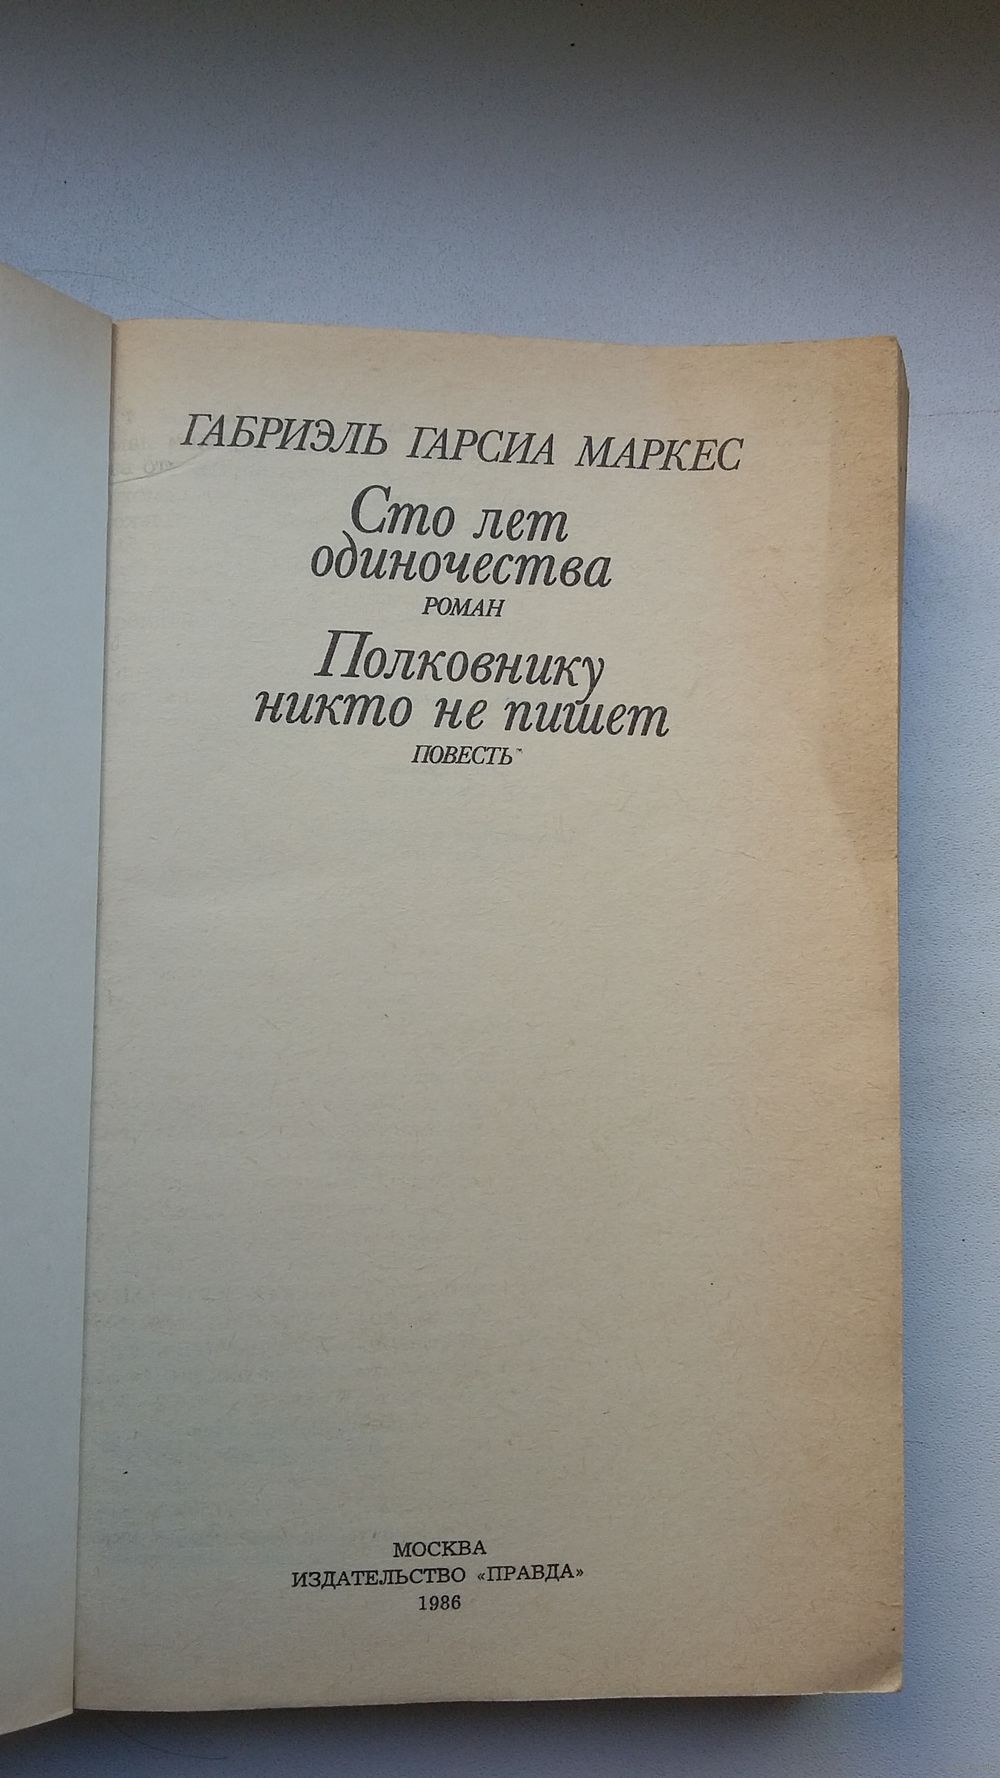 ГАБРИЭЛЬ ГАРСИА МАРКЕС
Сто лет
одиночества
РОМАН
Полковнику
никто не пишет
ПОВЕСТЬ
МОСКВА
ИЗДАТЕЛЬСТВО «ПРАВДА»
1986